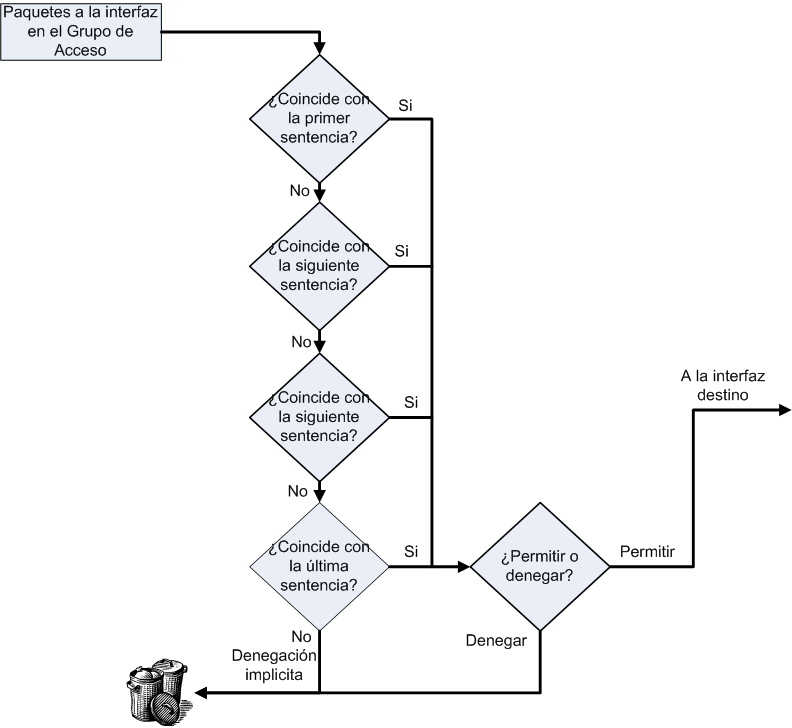 Paquetes a la interfaz
en el Grupo de
Acceso
¿Coincide con
la primer
sentencia?
Si
No
¿Coincide con
la siguiente
sentencia?
Si
No
¿Coincide con
la siguiente
sentencia?
Si
No
A la interfaz
destino
¿Coincide con
la última
sentencia?
Si
¿Permitir o
denegar?
Permitir
No
Denegación
implicita
Denegar